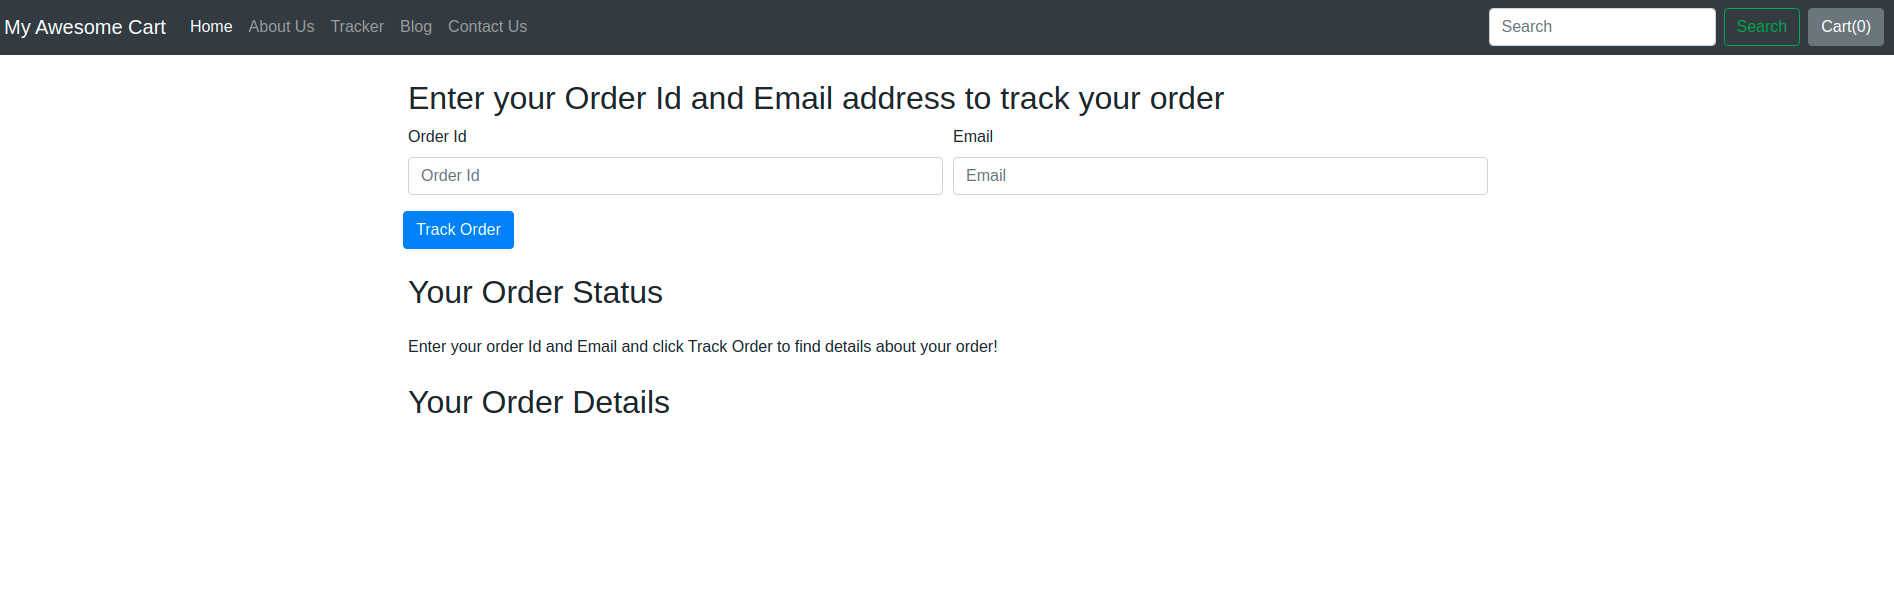 My Awesome Cart Home About Us Tracker Blog Contact Us Search Search Cart(0)
Enter your Order Id and Email address to track your order
Order Id Email
Order Id Email
Track Order
Your Order Status
Enter your order Id and Email and click Track Order to find details about your order!
Your Order Details